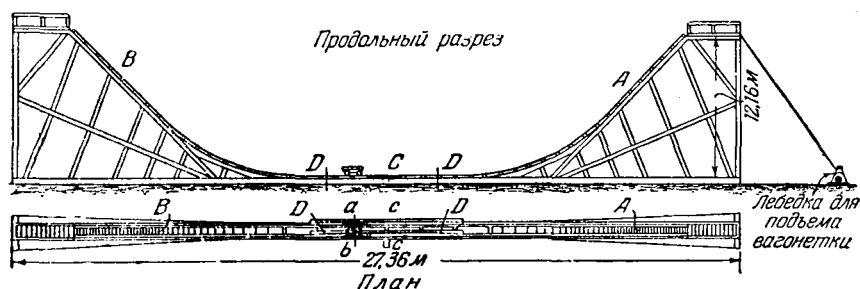 Продольный разрез
B
A
12,16 м
D
C
D
Лебедка для
подъема
вагонетки
B
D
a
c
D
A
b
c
27,36 м
План